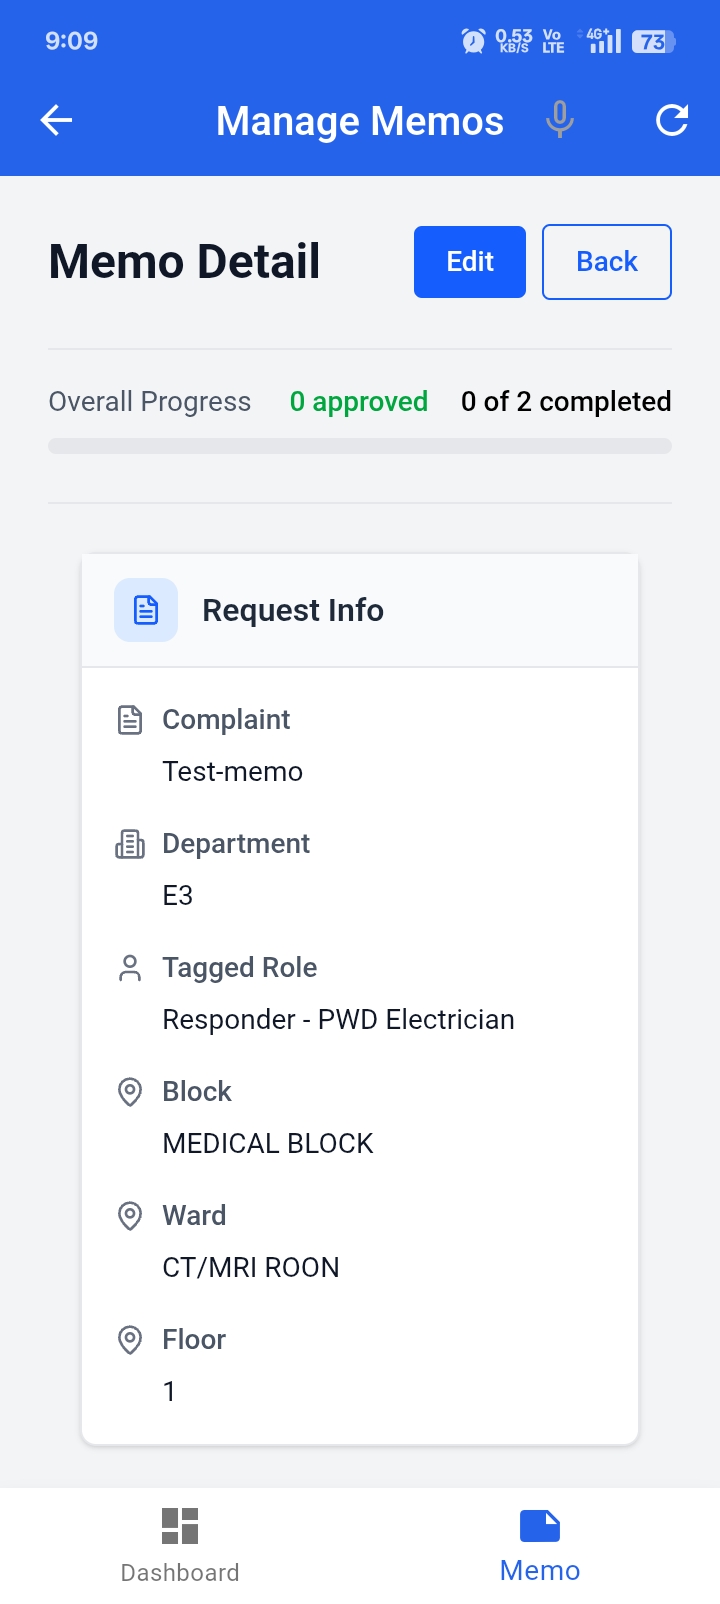 9:09
0.53 KB/S Vo LTE 4G+ 73
Manage Memos
Memo Detail Edit Back
Overall Progress 0 approved 0 of 2 completed
Request Info
Complaint
Test-memo
Department
E3
Tagged Role
Responder - PWD Electrician
Block
MEDICAL BLOCK
Ward
CT/MRI ROON
Floor
1
Dashboard Memo